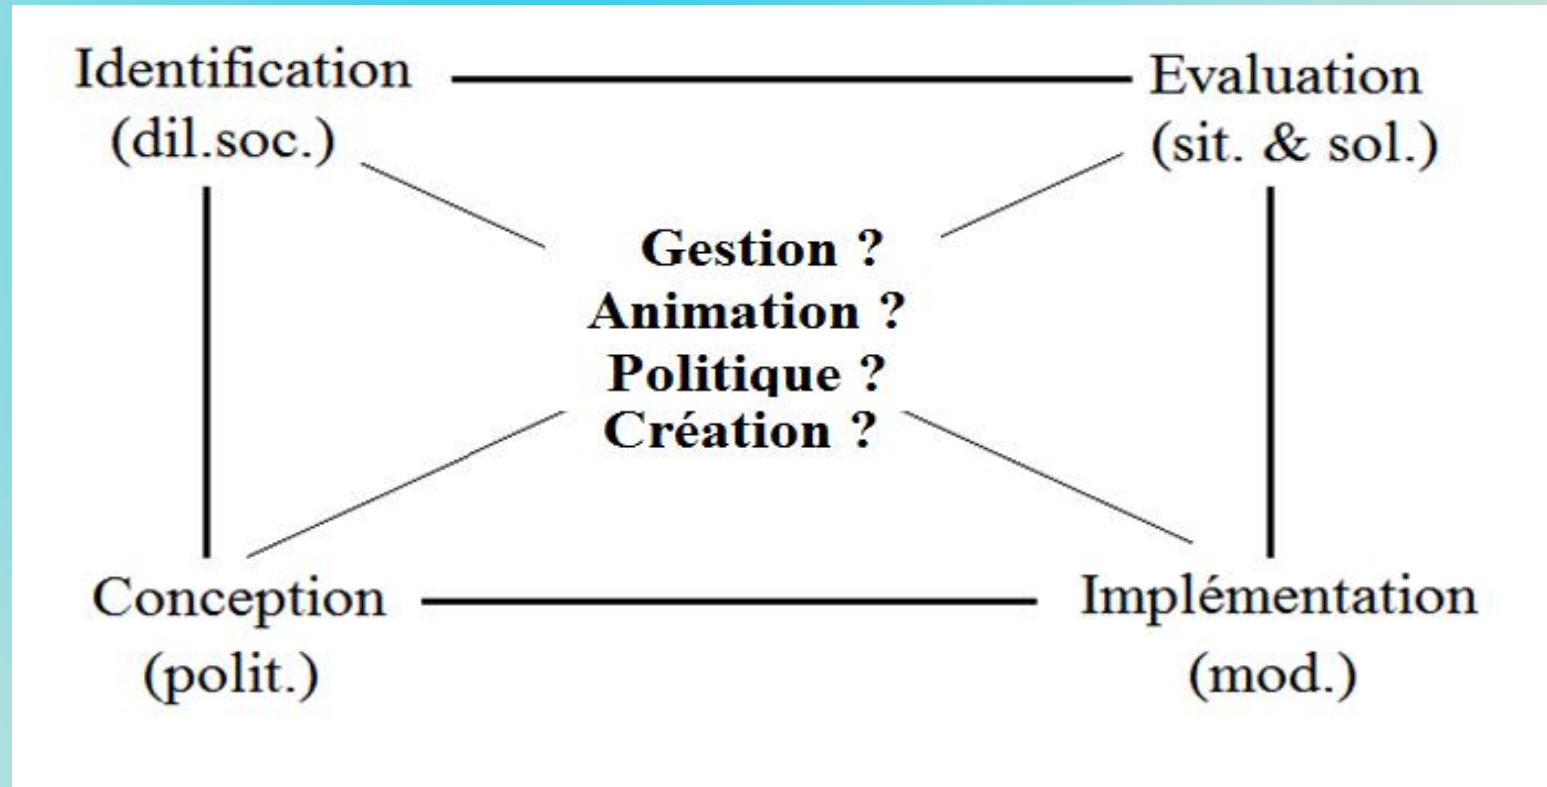 Identification
(dil.soc.)
Evaluation
(sit. & sol.)
Gestion ?
Animation ?
Politique ?
Création ?
Conception
(polit.)
Implémentation
(mod.)